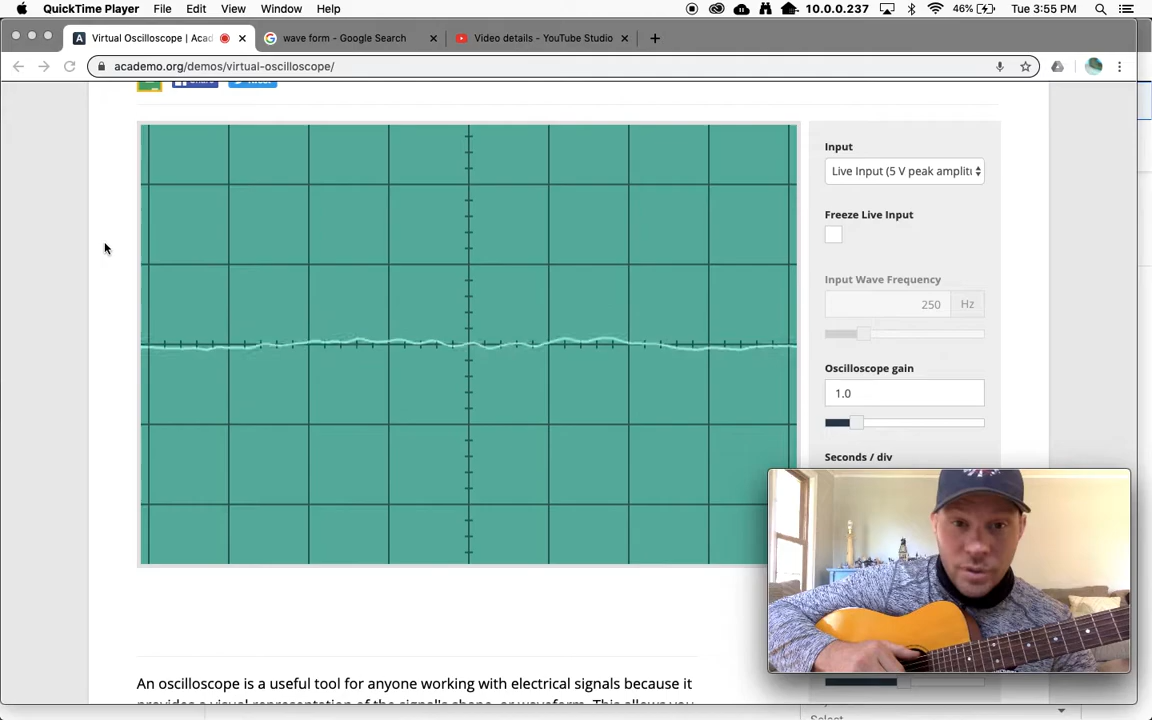 QuickTime Player File Edit View Window Help 10.0.0.237 46% Tue 3:55 PM
Virtual Oscilloscope | Aca wave form - Google Search Video details - YouTube Studio
academo.org/demos/virtual-oscilloscope/
Input
Live Input (5 V peak amplitu
Freeze Live Input
Input Wave Frequency
250 Hz
Oscilloscope gain
1.0
Seconds / div
An oscilloscope is a useful tool for anyone working with electrical signals because it